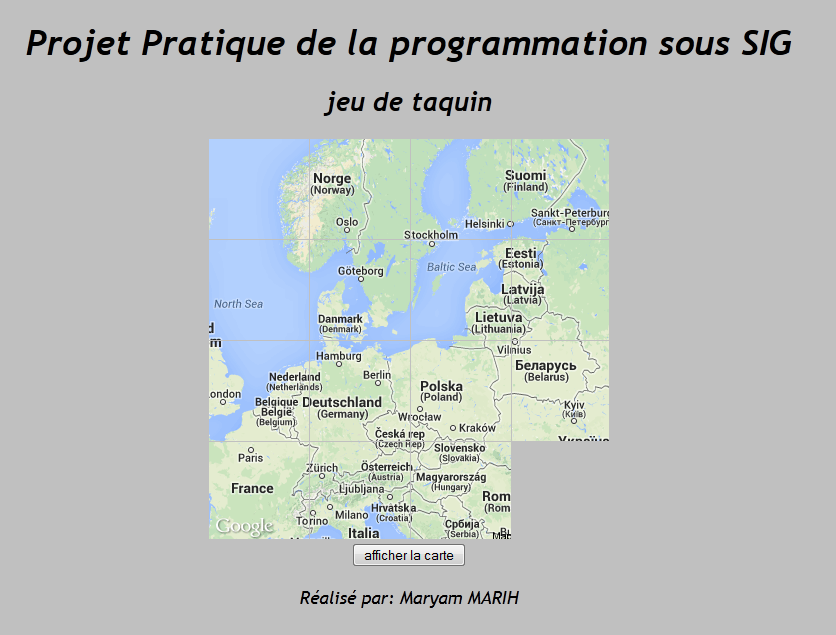 Projet Pratique de la programmation sous SIG
jeu de taquin
Norge
(Norway)
Suomi
(Finland)
Oslo
Helsinki
Sankt-Peterburg
(Санкт-Петербург
Stockholm
Eesti
(Estonia)
Göteborg
Baltic Sea
Latvija
(Latvia)
North Sea
Danmark
(Denmark)
Lietuva
(Lithuania)
d
m
Vilnius
Hamburg
Беларусь
(Belarus)
Nederland
(Netherlands)
Berlin
Polska
(Poland)
ondon
België
Belgique
(Belgium)
Deutschland
(Germany)
Wrocław
Kyiv
(Київ)
Kraków
Česká rep
(Czech Rep)
Україна
Paris
Slovensko
(Slovakia)
Zürich
Österreich
(Austria)
Magyarország
(Hungary)
France
Ljubljana
Rom
(Rom
Torino
Milano
Hrvatska
(Croatia)
Србија
(Serbia)
Italia
Google
afficher la carte
Réalisé par: Maryam MARIH